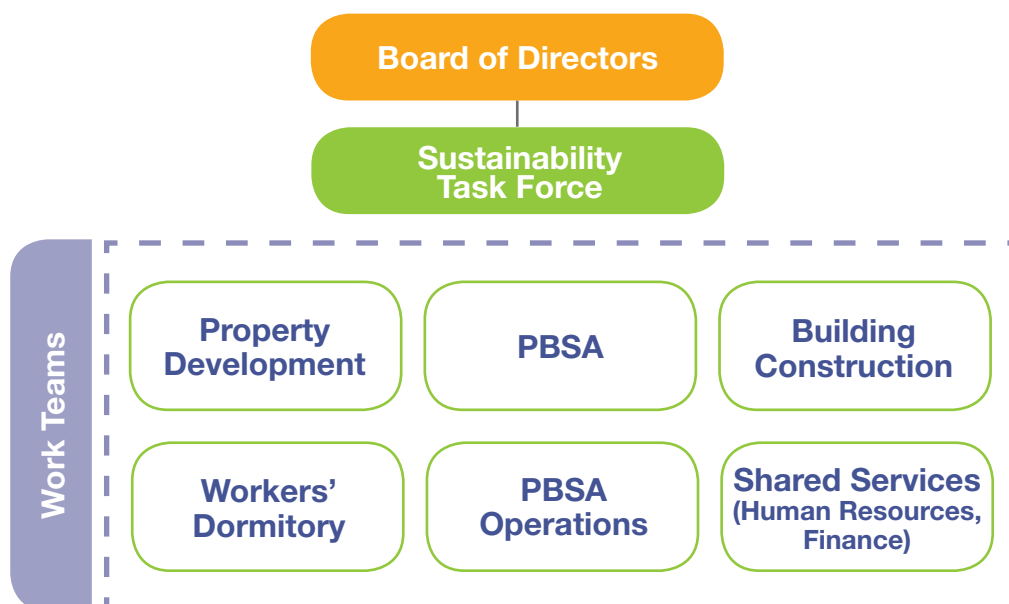 Board of Directors
Sustainability
Task Force
Work Teams
Property
Development
PBSA
Building
Construction
Workers’
Dormitory
PBSA
Operations
Shared Services
(Human Resources,
Finance)